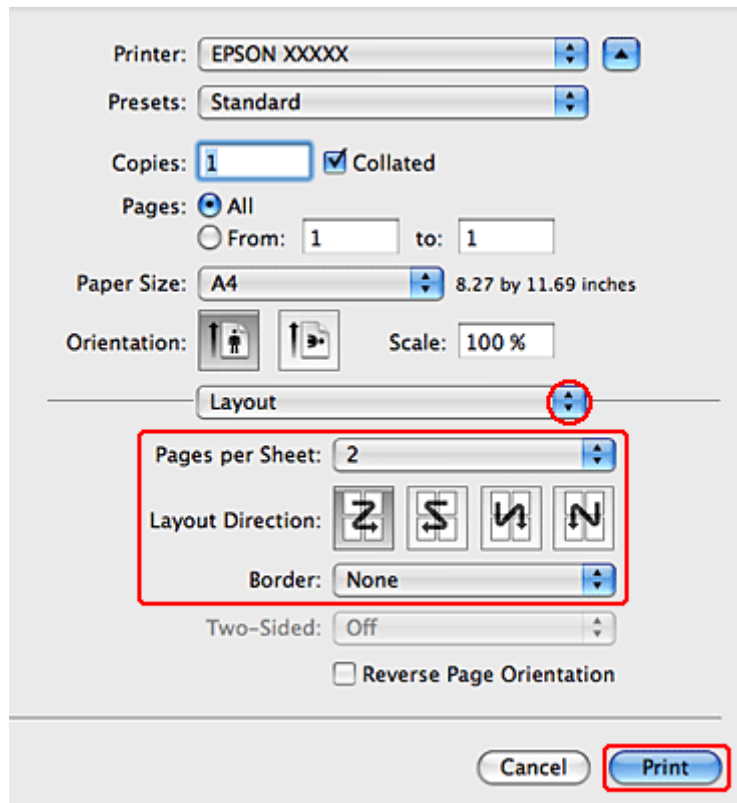 Printer: EPSON XXXXX
Presets: Standard
Copies: 1 Collated
Pages: All
From: 1 to: 1
Paper Size: A4 8.27 by 11.69 inches
Orientation: Scale: 100 %
Layout
Pages per Sheet: 2
Layout Direction:
Border: None
Two-Sided: Off
Reverse Page Orientation
Cancel Print